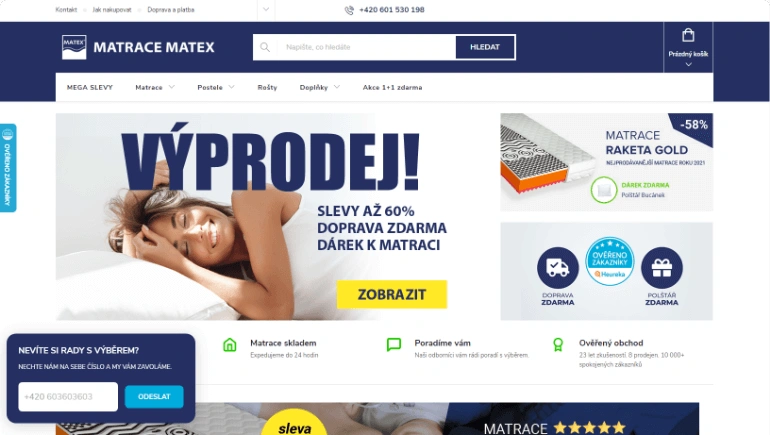 Kontakt Jak nakupovat Doprava a platba
+420 601 530 198
MATEX
MATRACE MATEX
Napište, co hledáte
HLEDAT
Prázdný košík
MEGA SLEVY Matrace Postele Rošty Doplňky Akce 1+1 zdarma
OVĚŘENO ZÁKAZNÍKY
VÝPRODEJ!
SLEVY AŽ 60%
DOPRAVA ZDARMA
DÁREK K MATRACI
ZOBRAZIT
-58%
MATRACE
RAKETA GOLD
NEJPRODÁVANĚJŠÍ MATRACE ROKU 2021
DÁREK ZDARMA
Polštář Bucánek
OVĚŘENO
ZÁKAZNÍKY
Heureka
DOPRAVA
ZDARMA
POLŠTÁŘ
ZDARMA
Matrace skladem
Expedujeme do 24 hodin
Poradíme vám
Naši odborníci vám rádi poradí s výběrem.
Ověřený obchod
23 let zkušeností, 8 prodejen, 10 000+
spokojených zákazníků
NEVÍTE SI RADY S VÝBĚREM?
NECHTE NÁM NA SEBE ČÍSLO A MY VÁM ZAVOLÁME.
+420 603603603
ODESLAT
sleva
MATRACE